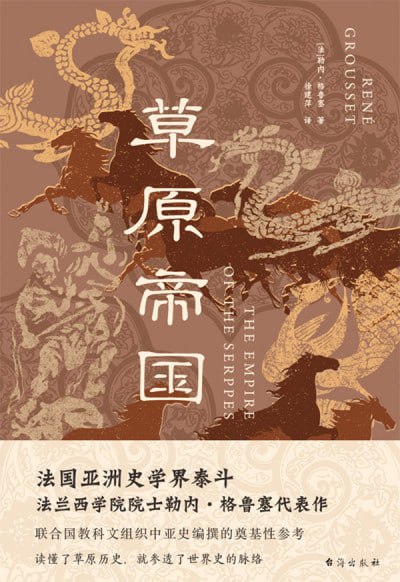 RENÉ
GROUSSET
[法]勒内·格鲁塞 著
徐建萍 译
草原帝国
THE EMPIRE
OF THE SERPPES
法国亚洲史学界泰斗
法兰西学院院士勒内·格鲁塞代表作
联合国教科文组织中亚史编撰的奠基性参考
读懂了草原历史，就参透了世界史的脉络
台海出版社